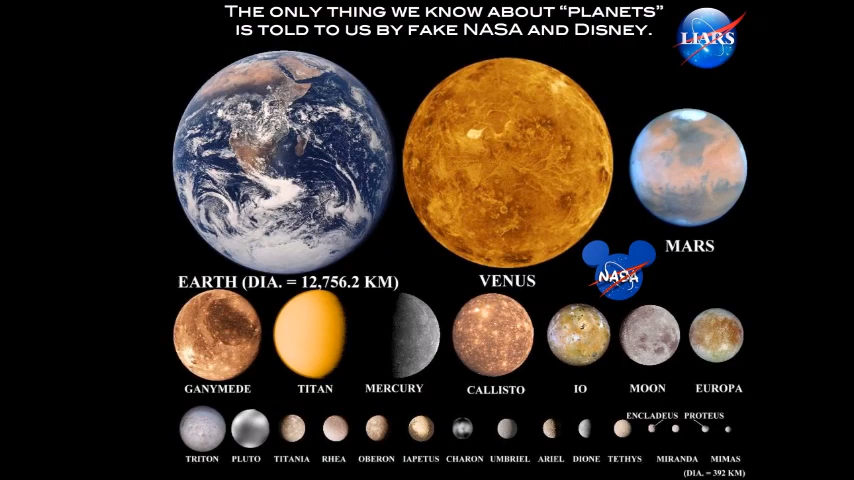 THE ONLY THING WE KNOW ABOUT “PLANETS”
IS TOLD TO US BY FAKE NASA AND DISNEY.
LIARS
MARS
NASA
EARTH (DIA. = 12,756.2 KM)
VENUS
GANYMEDE TITAN MERCURY CALLISTO IO MOON EUROPA
ENCLADEUS PROTEUS
TRITON PLUTO TITANIA RHEA OBERON IAPETUS CHARON UMBRIEL ARIEL DIONE TETHYS MIRANDA MIMAS
(DIA. = 392 KM)